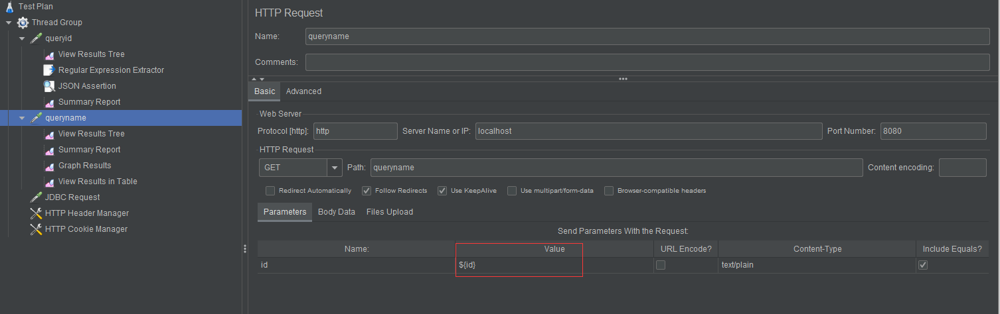 Test Plan
Thread Group
queryid
View Results Tree
Regular Expression Extractor
JSON Assertion
Summary Report
queryname
View Results Tree
Summary Report
Graph Results
View Results in Table
JDBC Request
HTTP Header Manager
HTTP Cookie Manager
HTTP Request
Name: queryname
Comments:
Basic Advanced
Web Server
Protocol [http]: http Server Name or IP: localhost Port Number: 8080
HTTP Request
GET Path: queryname Content encoding:
Redirect Automatically Follow Redirects Use KeepAlive Use multipart/form-data Browser-compatible headers
Parameters Body Data Files Upload
Send Parameters With the Request:
Name: Value URL Encode? Content-Type Include Equals?
id ${id} text/plain